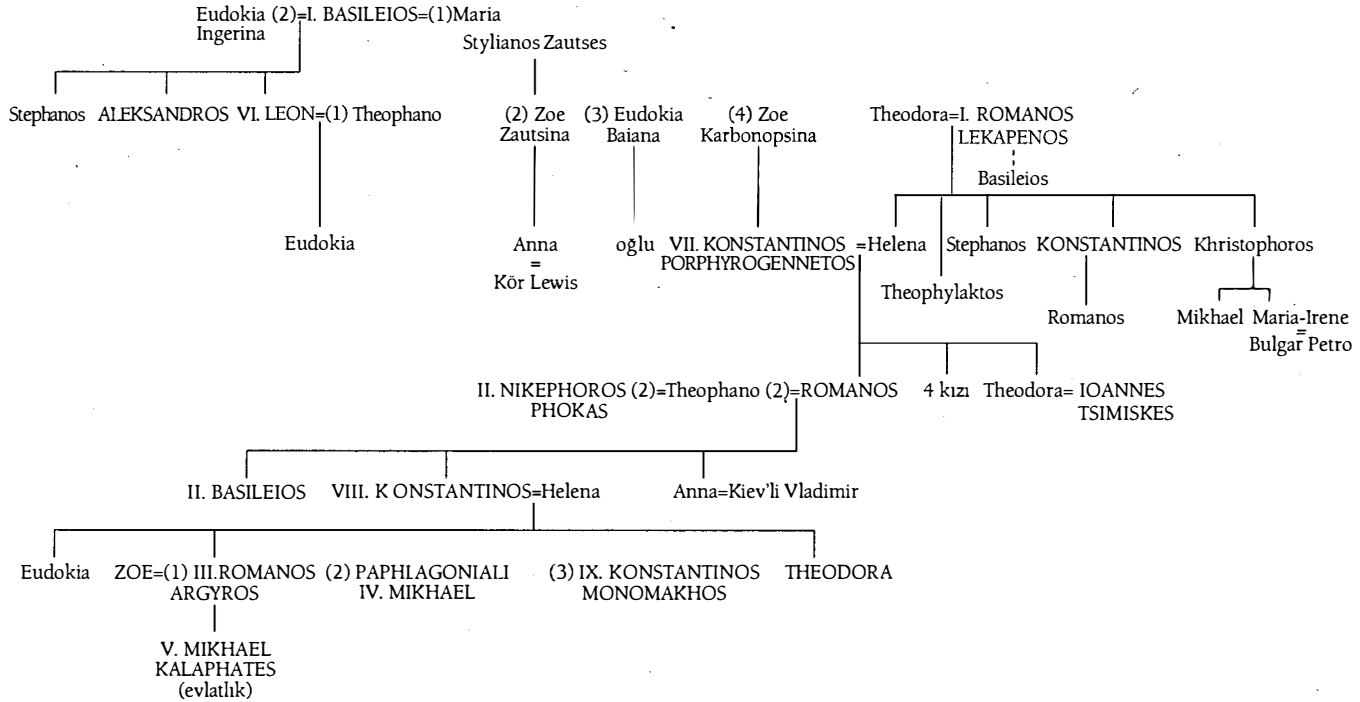 Eudokia (2)=I. BASILEIOS=(1)Maria
Ingerina
Stylianos Zautses
Stephanos ALEKSANDROS VI. LEON=(1) Theophano (2) Zoe (3) Eudokia (4) Zoe Theodora=I. ROMANOS
Zautsina Baiana Karbonopsina LEKAPENOS
Basileios
Eudokia Anna oğlu VII. KONSTANTINOS =Helena Stephanos KONSTANTINOS Khristophoros
= PORPHYROGENNETOS
Kör Lewis Theophylaktos
Romanos Mikhael Maria-Irene
=
Bulgar Petro
II. NIKEPHOROS (2)=Theophano (2)=ROMANOS 4 kızı Theodora= IOANNES
PHOKAS TSIMISKES
II. BASILEIOS VIII. K ONSTANTINOS=Helena Anna=Kiev'li Vladimir
Eudokia ZOE=(1) III.ROMANOS (2) PAPHLAGONIALI (3) IX. KONSTANTINOS THEODORA
ARGYROS IV. MIKHAEL MONOMAKHOS
V. MIKHAEL
KALAPHATES
(evlatlık)